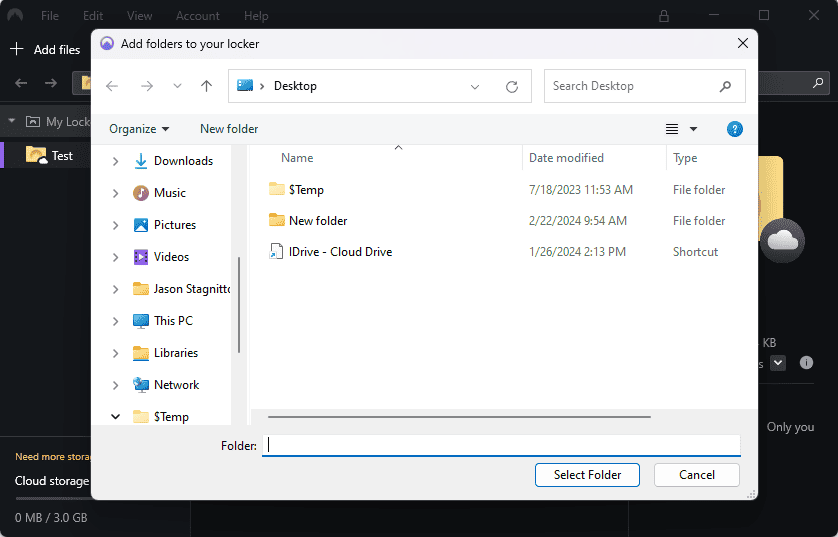 File Edit View Account Help
Add files
Add folders to your locker
Desktop
Search Desktop
Organize New folder
My Lock
Test
Name Date modified Type
Downloads
Music
Pictures
Videos
Jason Stagnitto
This PC
Libraries
Network
$Temp
$Temp 7/18/2023 11:53 AM File folder
New folder 2/22/2024 9:54 AM File folder
IDrive - Cloud Drive 1/26/2024 2:13 PM Shortcut
KB
s
Only you
Folder:
Select Folder Cancel
Need more storag
Cloud storage
0 MB / 3.0 GB